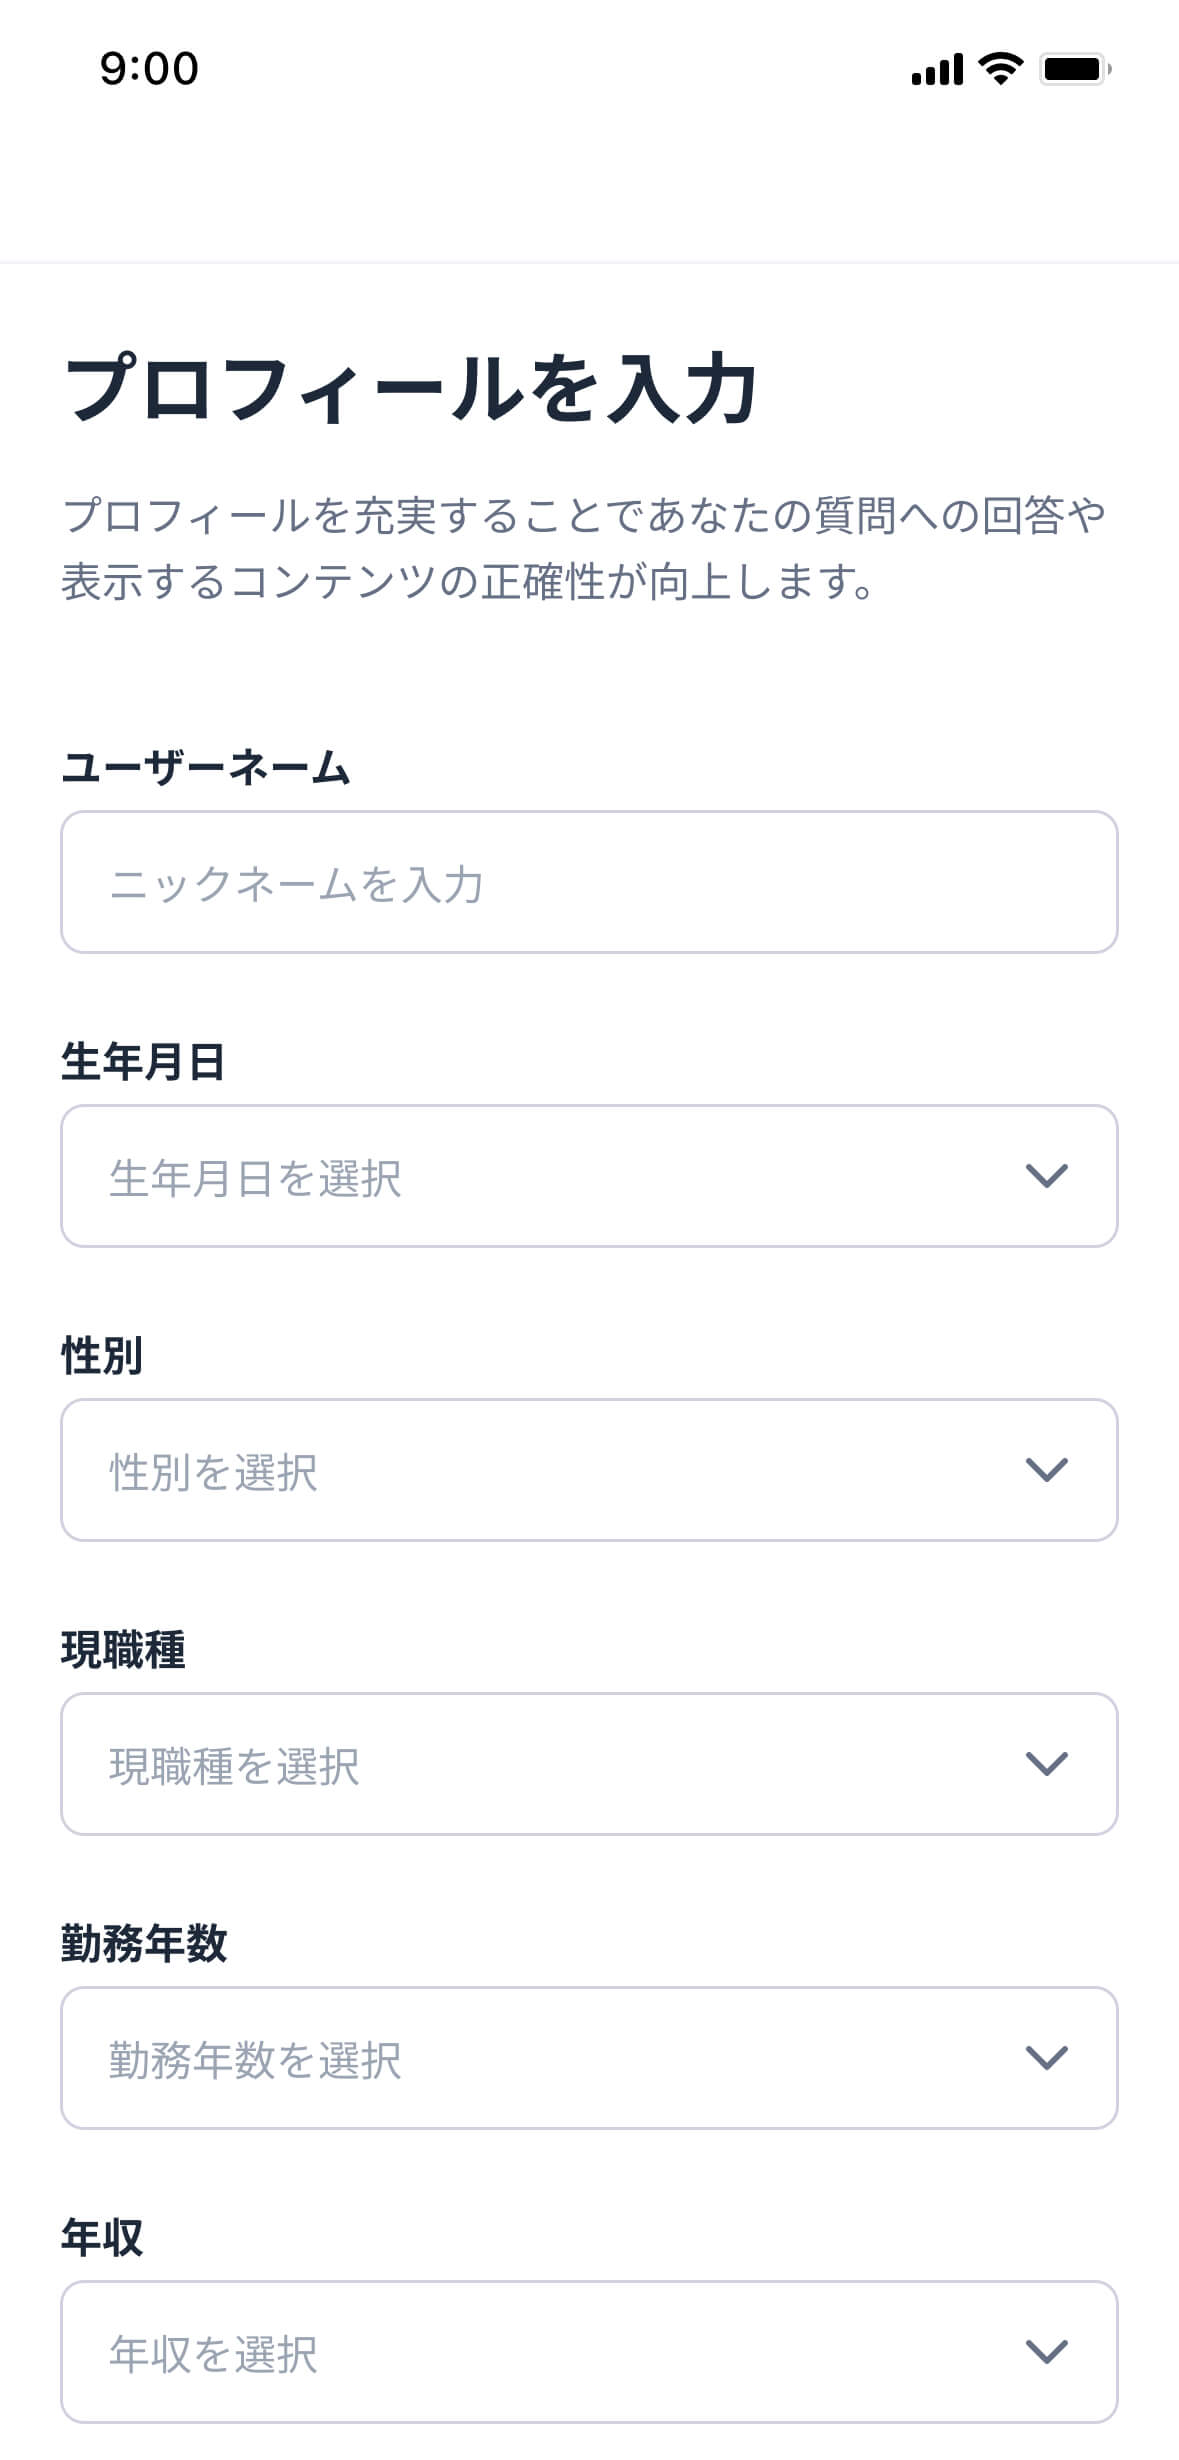 9:00
プロフィールを入力
プロフィールを充実することであなたの質問への回答や
表示するコンテンツの正確性が向上します。
ユーザーネーム
ニックネームを入力
生年月日
生年月日を選択
性別
性別を選択
現職種
現職種を選択
勤務年数
勤務年数を選択
年収
年収を選択